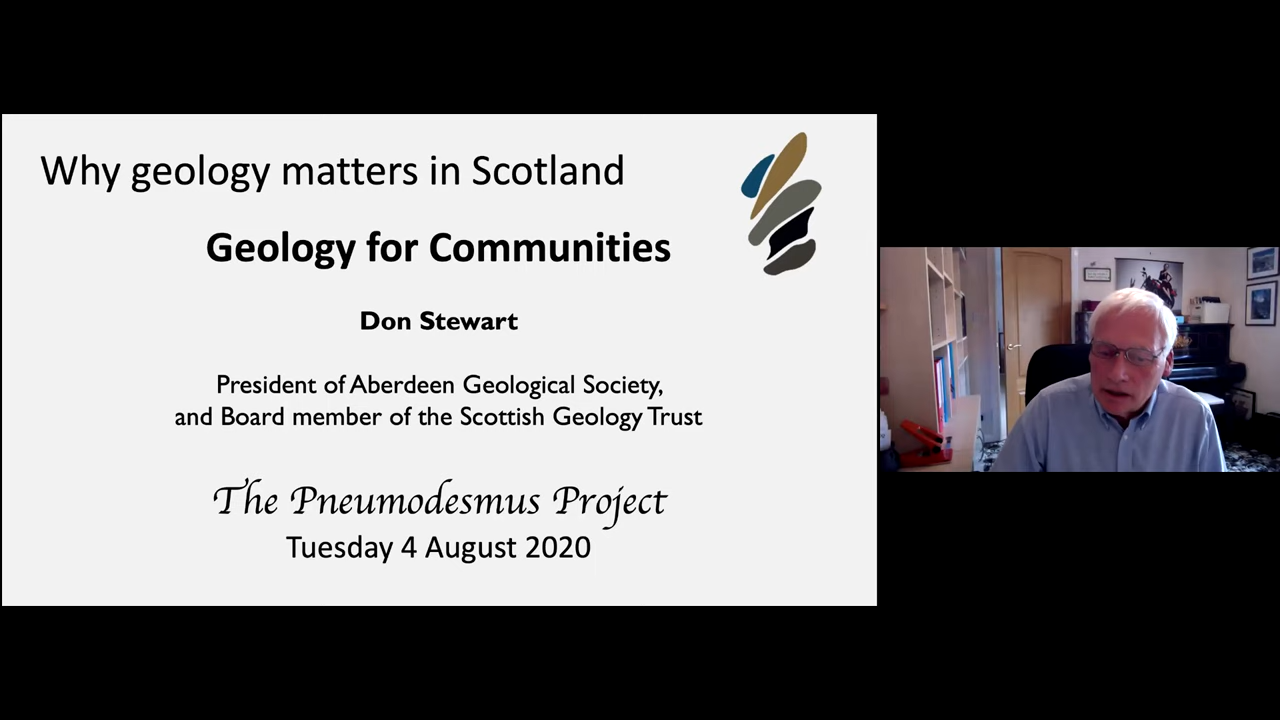 Why geology matters in Scotland
Geology for Communities
Don Stewart
President of Aberdeen Geological Society,
and Board member of the Scottish Geology Trust
The Pneumodesmus Project
Tuesday 4 August 2020